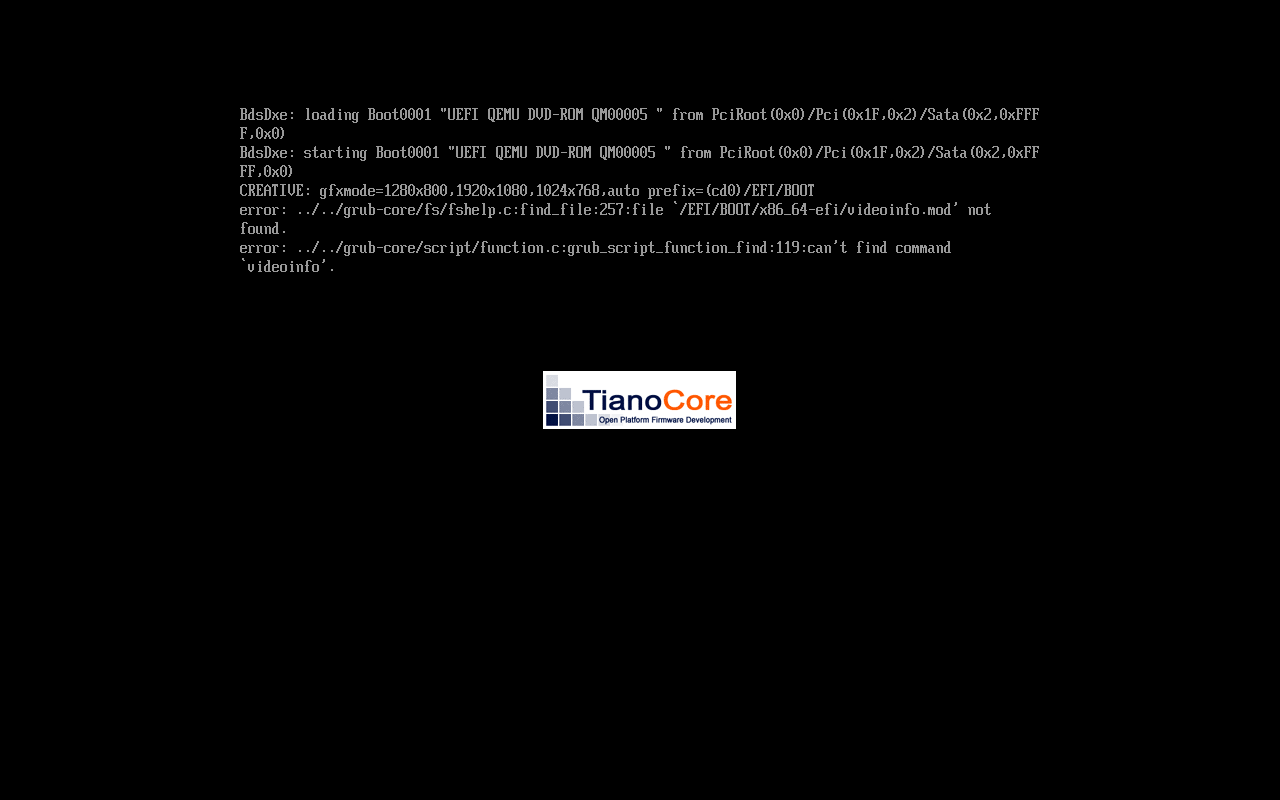 BdsDxe: loading Boot0001 "UEFI QEMU DVD-ROM QM00005 " from PciRoot(0x0)/Pci(0x1F,0x2)/Sata(0x2,0xFFF
F,0x0)
BdsDxe: starting Boot0001 "UEFI QEMU DVD-ROM QM00005 " from PciRoot(0x0)/Pci(0x1F,0x2)/Sata(0x2,0xFF
FF,0x0)
CREATIVE: gfxmode=1280x800,1920x1080,1024x768,auto prefix=(cd0)/EFI/BOOT
error: ../../grub-core/fs/fshelp.c:find_file:257:file `/EFI/BOOT/x86_64-efi/videoinfo.mod' not
found.
error: ../../grub-core/script/function.c:grub_script_function_find:119:can't find command
`videoinfo'.
TianoCore
Open Platform Firmware Development